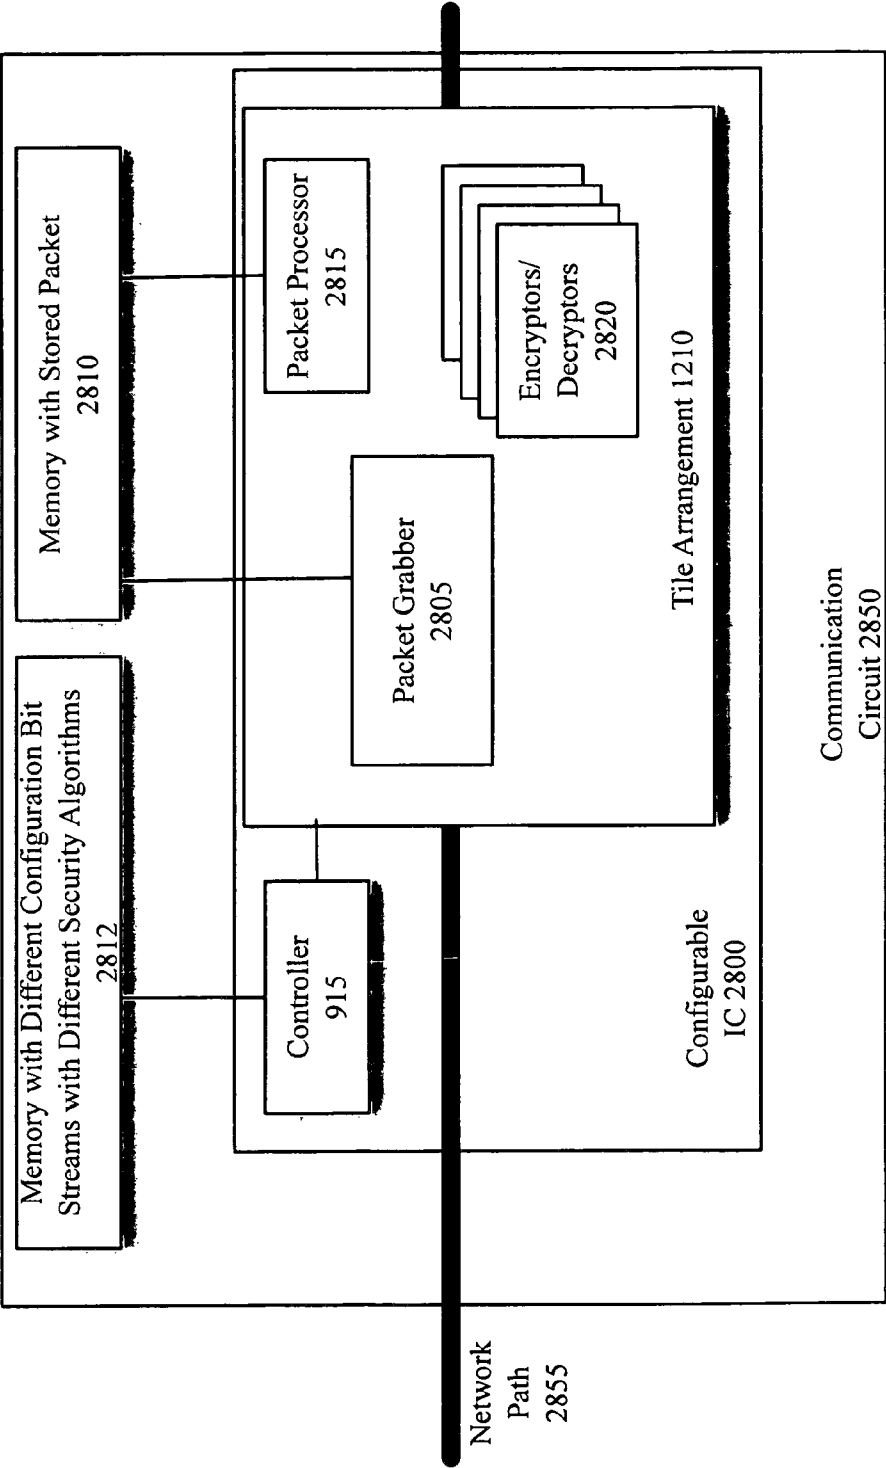 Memory with Different Configuration Bit
Streams with Different Security Algorithms
2812
Memory with Stored Packet
2810
Controller
915
Packet Grabber
2805
Packet Processor
2815
Encryptors/
Decryptors
2820
Tile Arrangement 1210
Configurable
IC 2800
Communication
Circuit 2850
Network
Path
2855